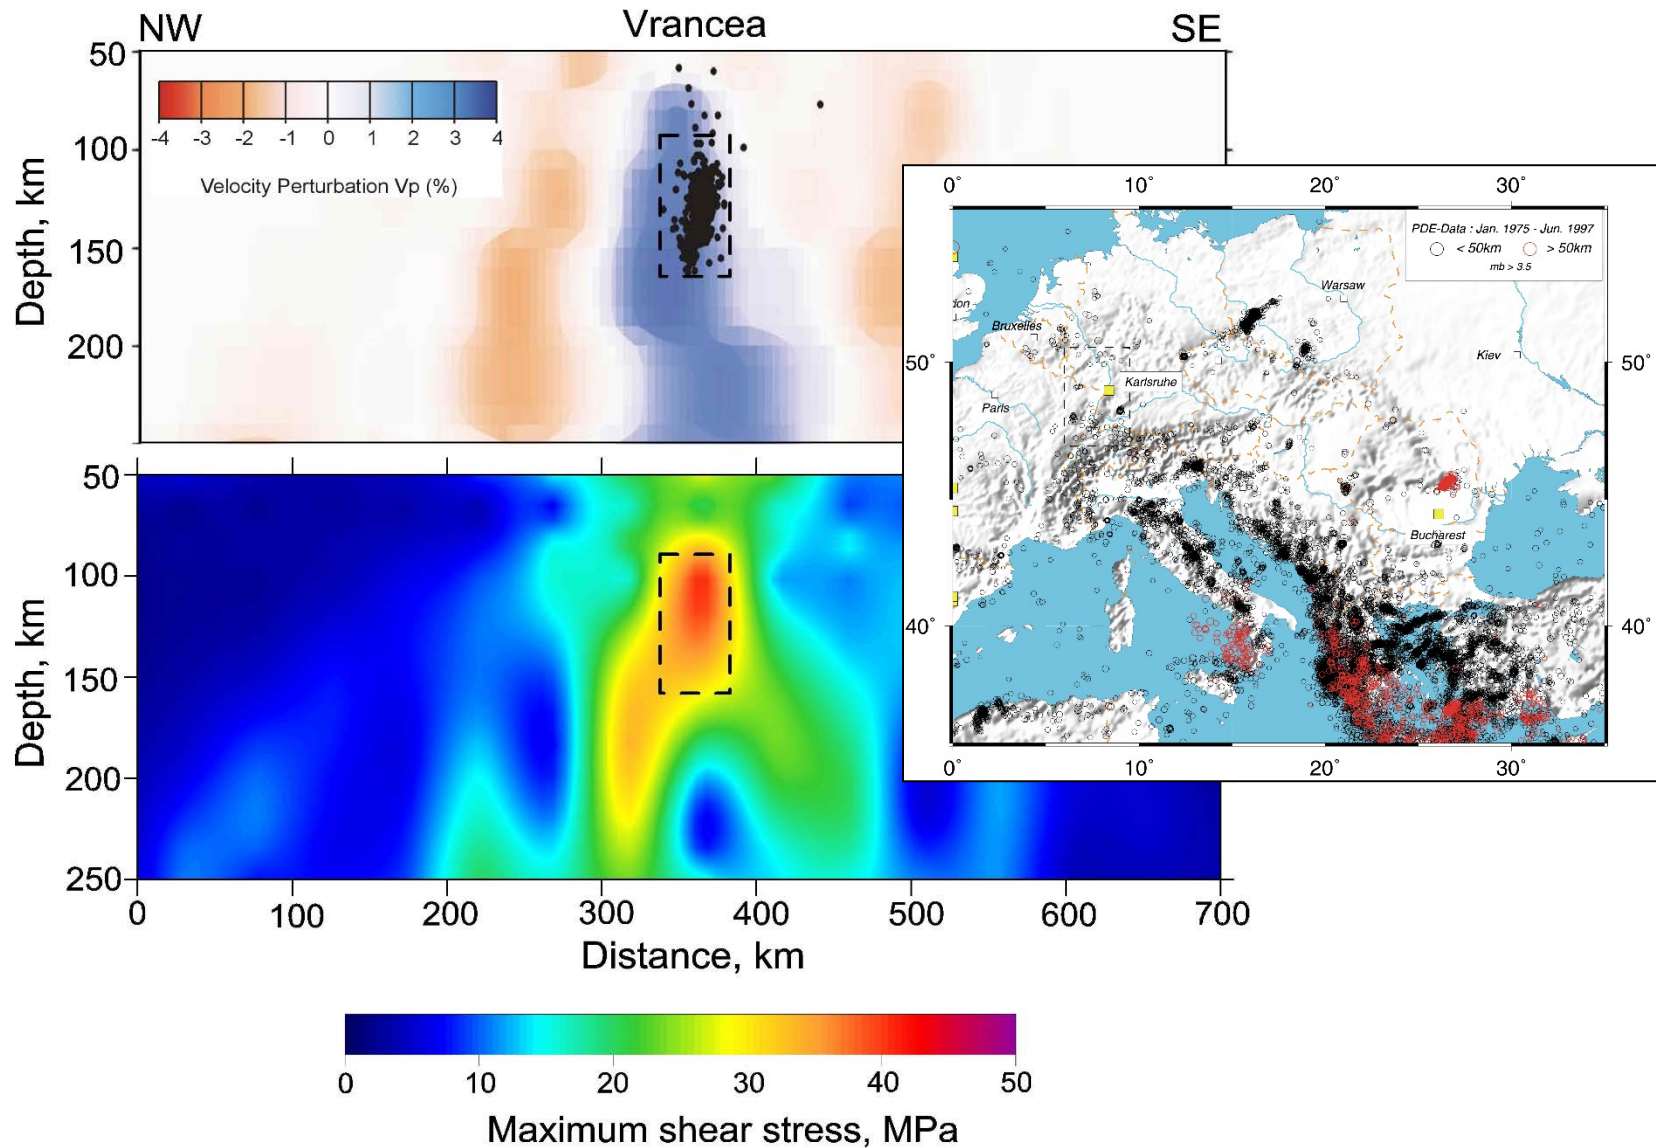 NW Vrancea SE
50
100
150
200
Depth, km
-4 -3 -2 -1 0 1 2 3 4
Velocity Perturbation Vp (%)
0° 10° 20° 30°
PDE-Data : Jan. 1975 - Jun. 1997
< 50km > 50km
mb > 3.5
Warsaw
don
Bruxelles
Kiev
50° 50°
Karlsruhe
Paris
Bucharest
40° 40°
0° 10° 20° 30°
50
100
150
200
250
Depth, km
0 100 200 300 400 500 600 700
Distance, km
0 10 20 30 40 50
Maximum shear stress, MPa